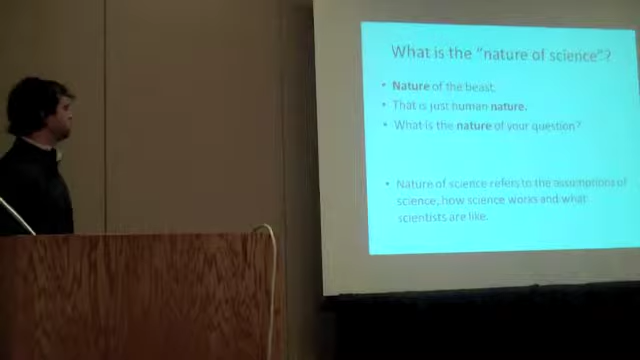 What is the "nature of science"?
• Nature of the beast.
• That is just human nature.
• What is the nature of your question?
• Nature of science refers to the assumptions of
science, how science works and what
scientists are like.